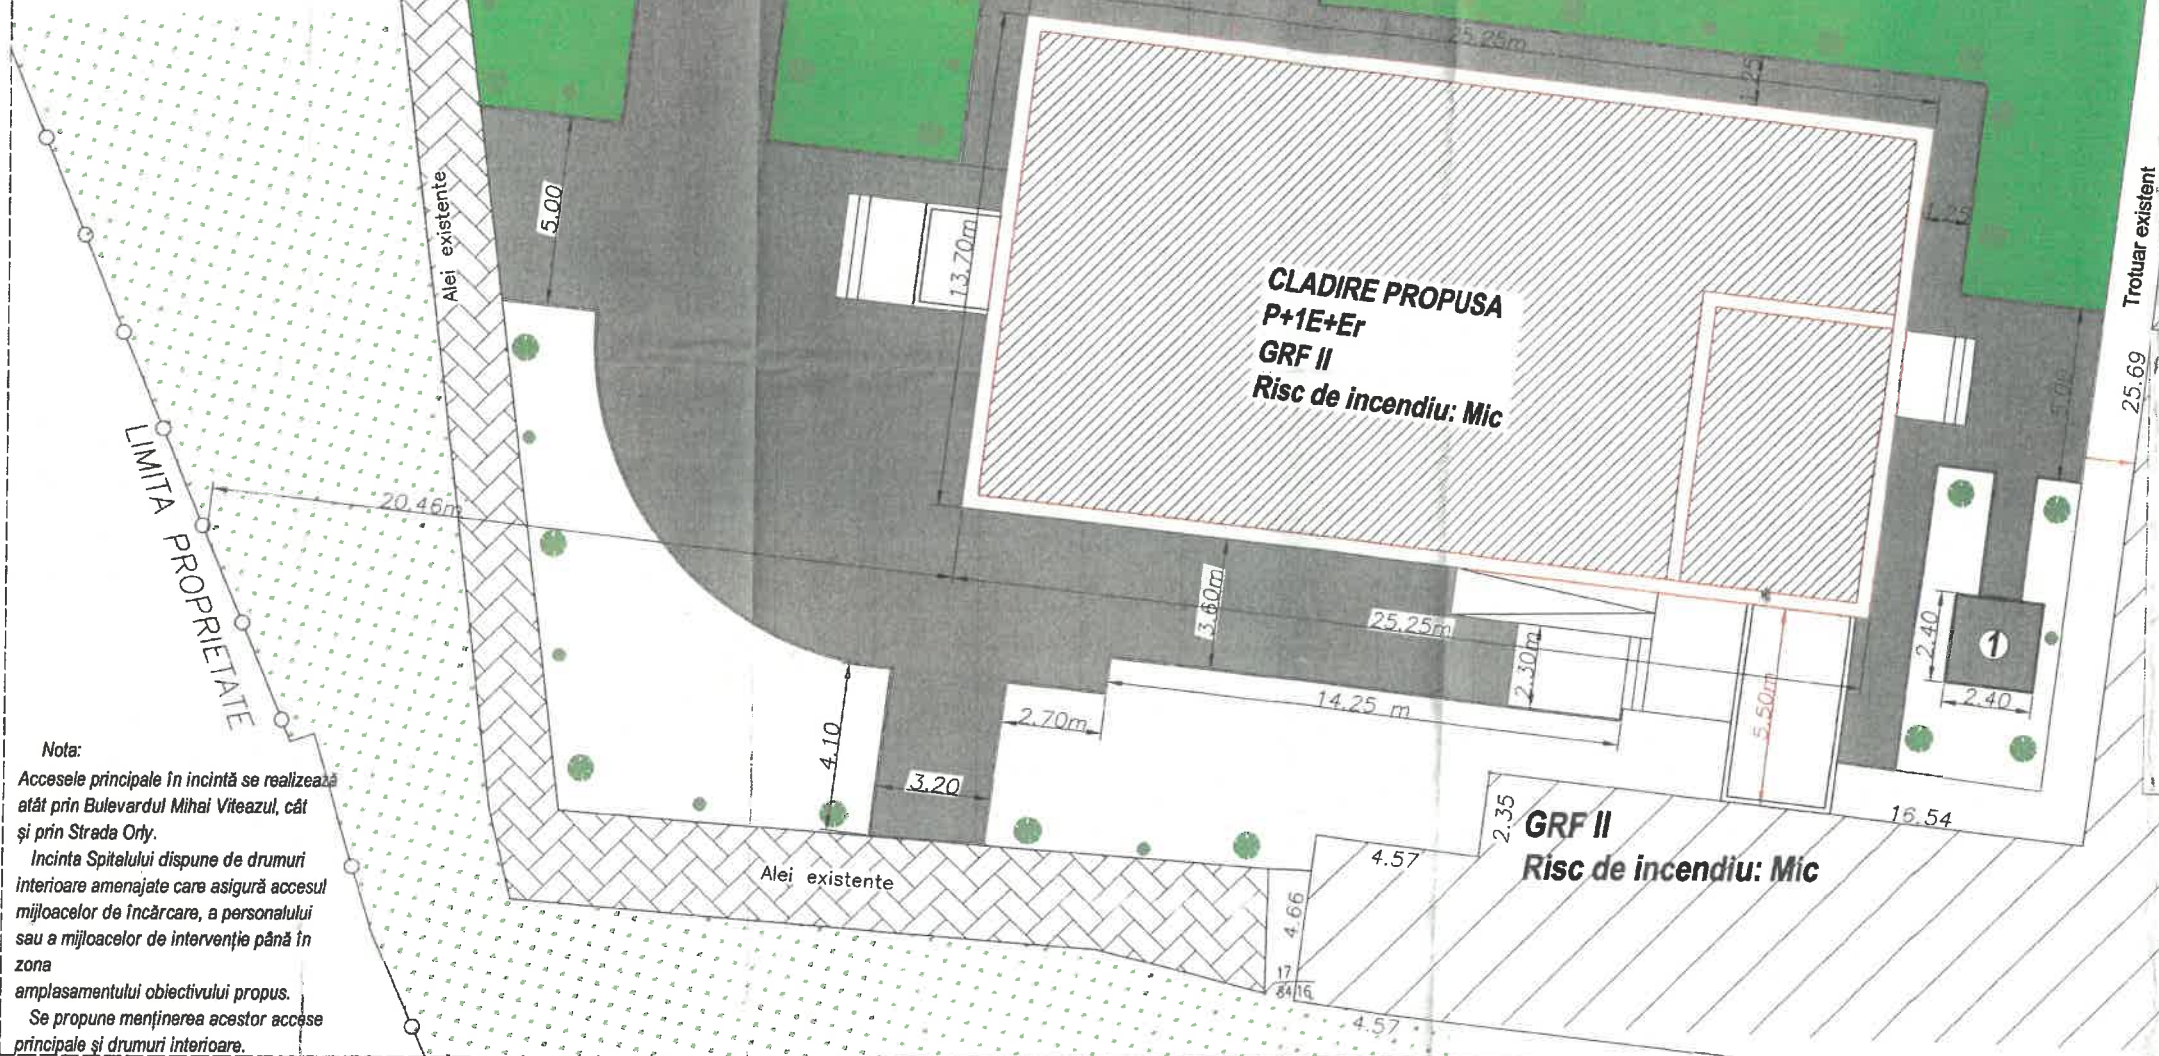 25.25m
1.25
Alei existente
5.00
13.70m
1.25
Trotuar existent
25.69
CLADIRE PROPUSA
P+1E+Er
GRF II
Risc de incendiu: Mic
LIMITA PROPRIETATE
20.46m
3.60m
25.25m
2.30m
14.25 m
5.50m
2.40
1
2.40
2.70m
4.10
3.20
2.35
GRF II
Risc de incendiu: Mic
16.54
4.57
Alei existente
4.66
17
84 16
4.57
Nota:
Accesele principale în incintă se realizează
atât prin Bulevardul Mihai Viteazul, cât
și prin Strada Orly.
Incinta Spitalului dispune de drumuri
interioare amenajate care asigură accesul
mijloacelor de încărcare, a personalului
sau a mijloacelor de intervenție până în
zona
amplasamentului obiectivului propus.
Se propune menținerea acestor accese
principale și drumuri interioare.